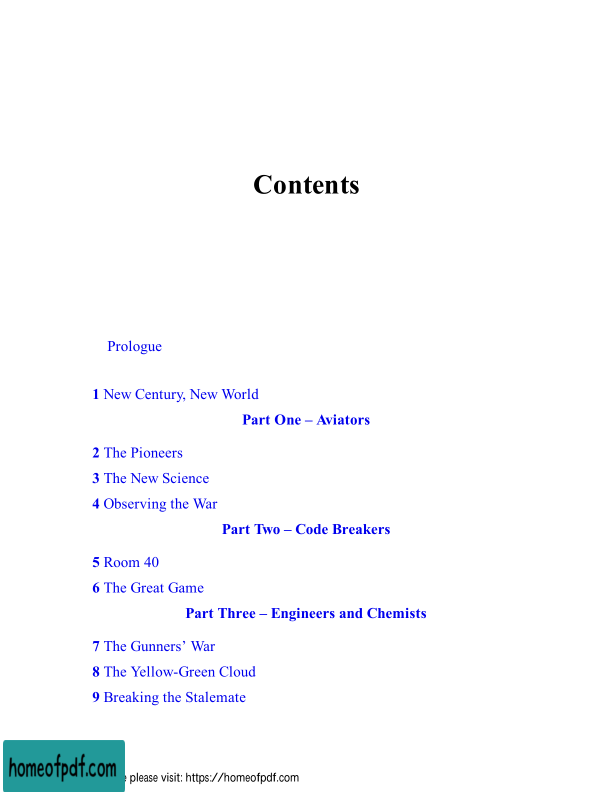 Contents
Prologue
1 New Century, New World
Part One – Aviators
2 The Pioneers
3 The New Science
4 Observing the War
Part Two – Code Breakers
5 Room 40
6 The Great Game
Part Three – Engineers and Chemists
7 The Gunners’ War
8 The Yellow-Green Cloud
9 Breaking the Stalemate
homeofpdf.com
please visit: https://homeofpdf.com